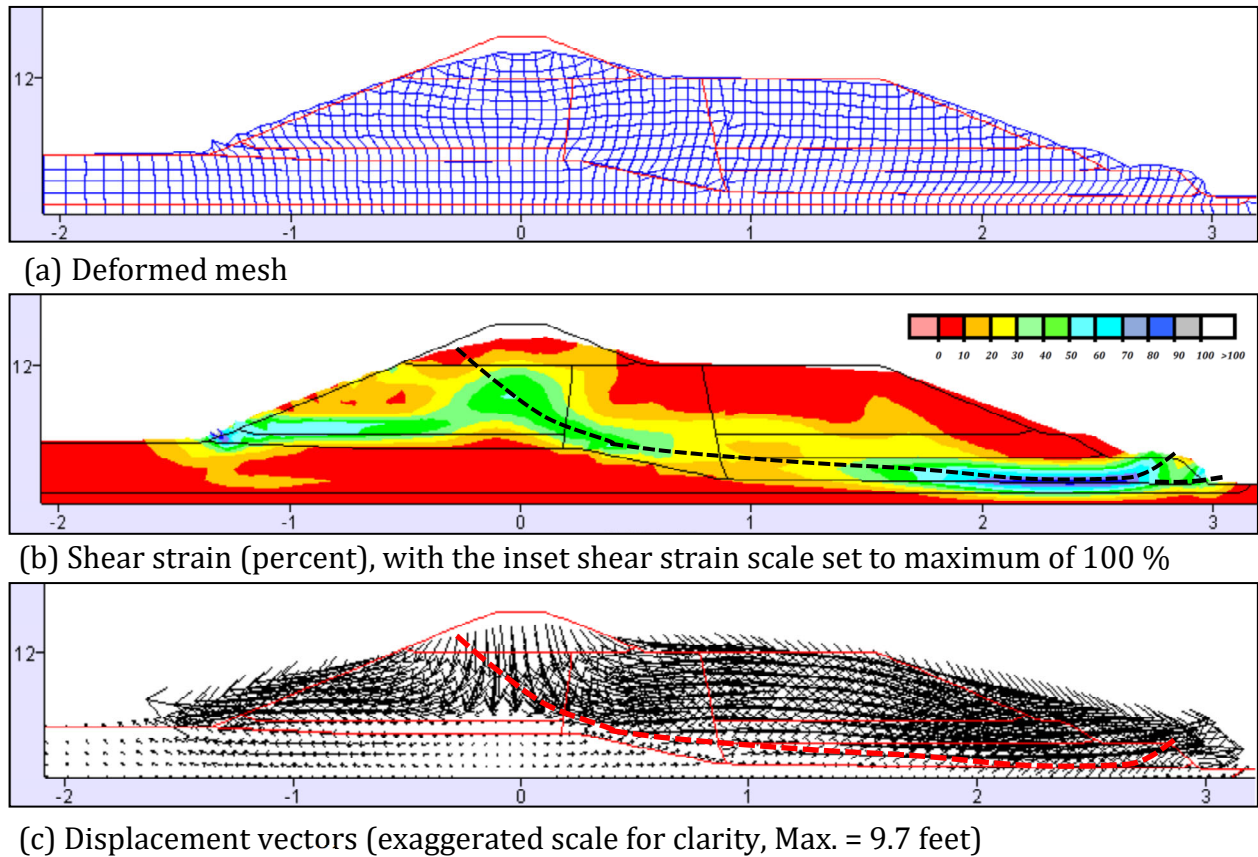 12
-2 -1 0 1 2 3
(a) Deformed mesh
0 10 20 30 40 50 60 70 80 90 100 >100
12
-2 -1 0 1 2 3
(b) Shear strain (percent), with the inset shear strain scale set to maximum of 100 %
12
-2 -1 0 1 2 3
(c) Displacement vectors (exaggerated scale for clarity, Max. = 9.7 feet)